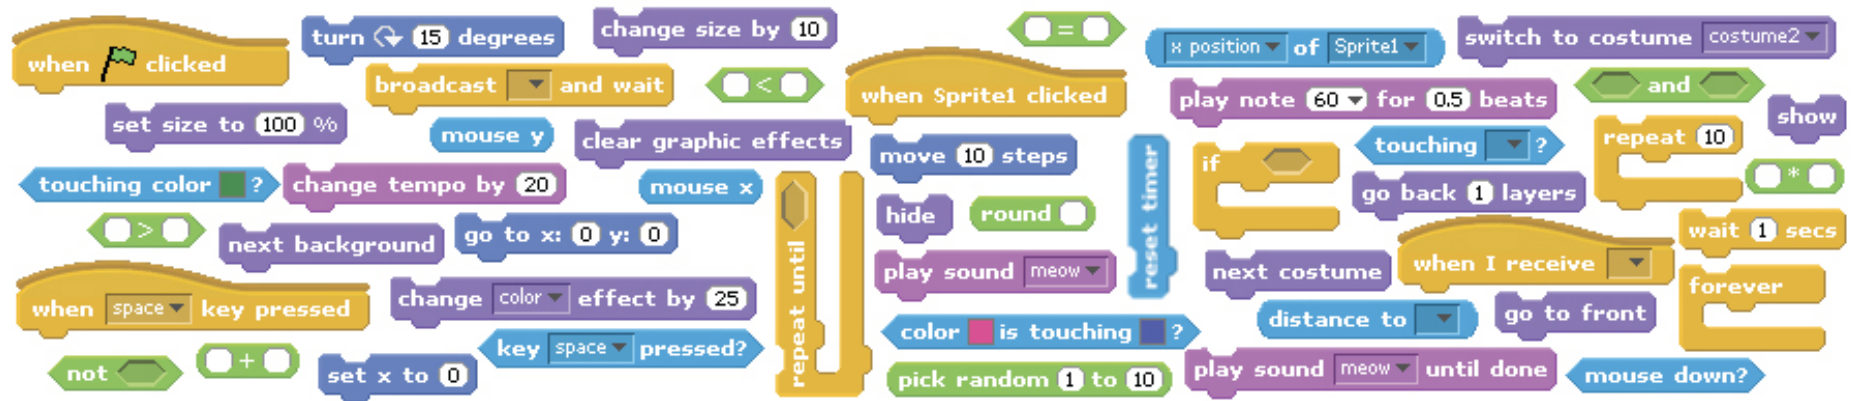 when clicked
turn 15 degrees
change size by 10
=
x position of Sprite1
switch to costume costume2
broadcast and wait
<
when Sprite1 clicked
play note 60 for 0.5 beats
and
show
set size to 100 %
mouse y
clear graphic effects
move 10 steps
reset timer
if
touching ?
repeat 10
touching color ?
change tempo by 20
mouse x
repeat until
hide
round
go back 1 layers
*
>
next background
go to x: 0 y: 0
play sound meow
next costume
when I receive
wait 1 secs
when space key pressed
change color effect by 25
color is touching ?
distance to
go to front
forever
not
+
set x to 0
key space pressed?
pick random 1 to 10
play sound meow until done
mouse down?